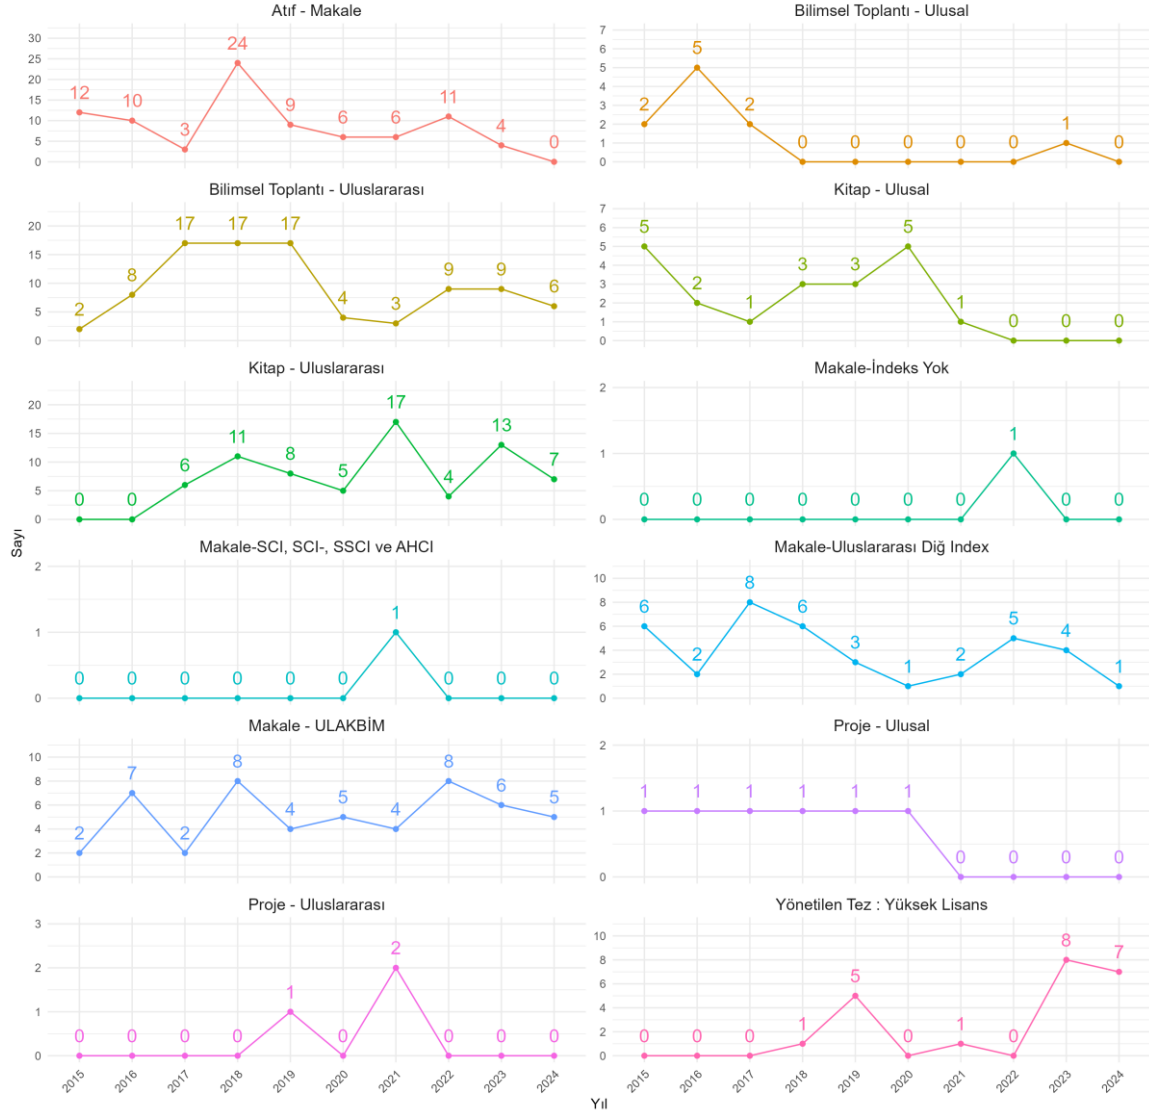 Atıf - Makale
30
25
20
15
10
5
0
12 10 3 24 9 6 6 11 4 0
Bilimsel Toplantı - Ulusal
7
6
5
4
3
2
1
0
2 5 2 0 0 0 0 0 1 0
Bilimsel Toplantı - Uluslararası
20
15
10
5
0
2 8 17 17 17 4 3 9 9 6
Kitap - Ulusal
7
6
5
4
3
2
1
0
5 2 1 3 3 5 1 0 0 0
Kitap - Uluslararası
20
15
10
5
0
0 0 6 11 8 5 17 4 13 7
Makale-İndeks Yok
2
1
0
0 0 0 0 0 0 0 1 0 0
Sayı
Makale-SCI, SCI-, SSCI ve AHCI
2
1
0
0 0 0 0 0 0 1 0 0 0
Makale-Uluslararası Diğ Index
10
8
6
4
2
0
6 2 8 6 3 1 2 5 4 1
Makale - ULAKBİM
10
8
6
4
2
0
2 7 2 8 4 5 4 8 6 5
Proje - Ulusal
2
1
0
1 1 1 1 1 1 0 0 0 0
Proje - Uluslararası
3
2
1
0
0 0 0 0 1 0 2 0 0 0
2015 2016 2017 2018 2019 2020 2021 2022 2023 2024
Yönetilen Tez : Yüksek Lisans
10
8
6
4
2
0
0 0 0 1 5 0 1 0 8 7
2015 2016 2017 2018 2019 2020 2021 2022 2023 2024
Yıl